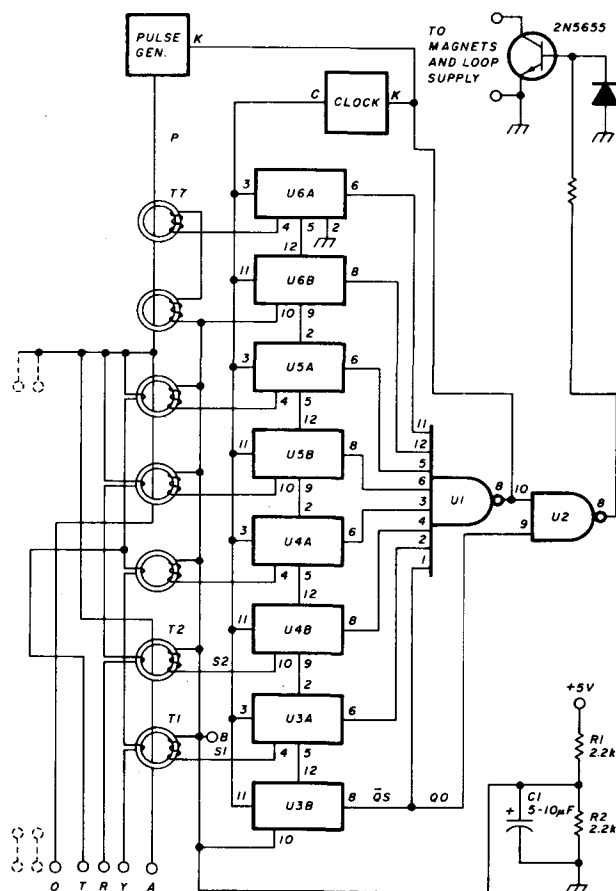 PULSE
GEN.
K
TO
MAGNETS
AND LOOP
SUPPLY
2N5655
C
CLOCK
K
P
T7
3
U6A
6
4
5
2
12
11
U6B
8
10
9
2
3
U5A
6
4
5
12
11
U5B
8
10
9
2
3
U4A
6
4
5
12
11
U4B
8
T2
S2
10
9
2
3
U3A
6
T1
B
S1
4
5
12
11
U3B
8
10
Q̅S
QO
11
12
5
6
3
4
2
1
U1
8
10
9
U2
8
+5V
R1
2.2k
C1
5-10µF
+
R2
2.2k
O T R Y A